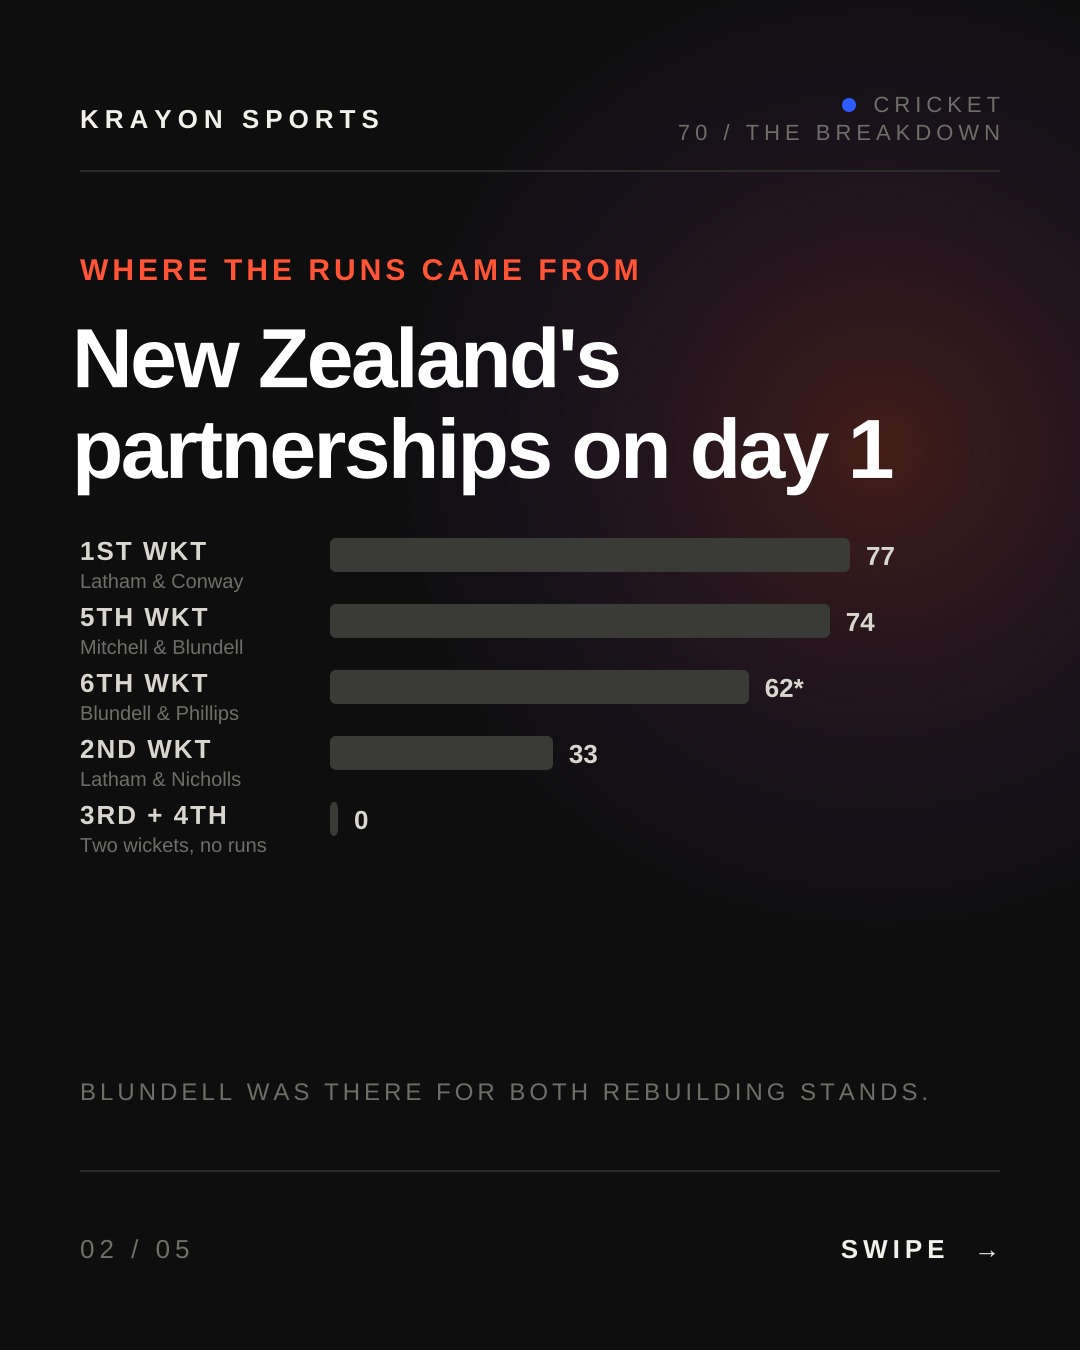 KRAYON SPORTS
CRICKET
70 / THE BREAKDOWN
WHERE THE RUNS CAME FROM
New Zealand's
partnerships on day 1
1ST WKT
Latham & Conway
77
5TH WKT
Mitchell & Blundell
74
6TH WKT
Blundell & Phillips
62*
2ND WKT
Latham & Nicholls
33
3RD + 4TH
Two wickets, no runs
0
BLUNDELL WAS THERE FOR BOTH REBUILDING STANDS.
02 / 05
SWIPE →